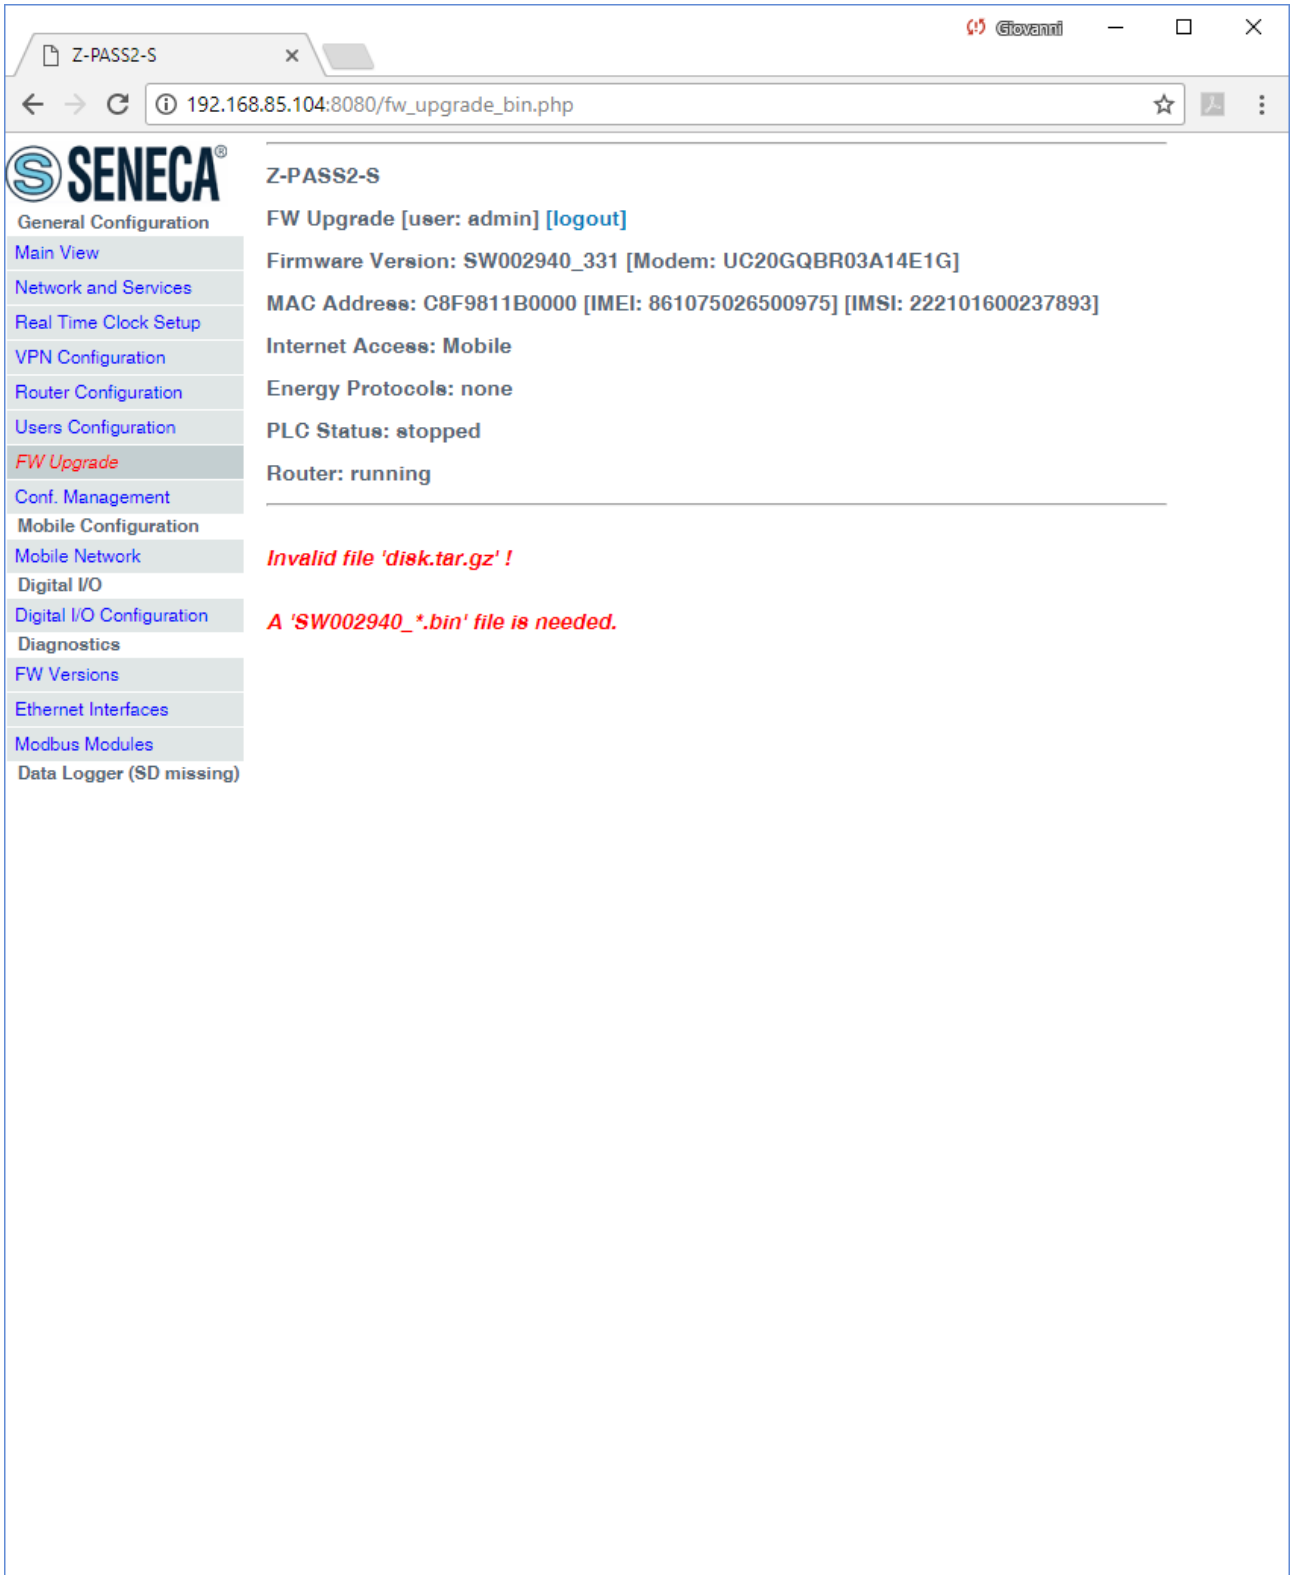 Giovanni
Z-PASS2-S
192.168.85.104:8080/fw_upgrade_bin.php
SENECA®
General Configuration
Main View
Network and Services
Real Time Clock Setup
VPN Configuration
Router Configuration
Users Configuration
FW Upgrade
Conf. Management
Mobile Configuration
Mobile Network
Digital I/O
Digital I/O Configuration
Diagnostics
FW Versions
Ethernet Interfaces
Modbus Modules
Data Logger (SD missing)
Z-PASS2-S
FW Upgrade [user: admin] [logout]
Firmware Version: SW002940_331 [Modem: UC20GQBR03A14E1G]
MAC Address: C8F9811B0000 [IMEI: 861075026500975] [IMSI: 222101600237893]
Internet Access: Mobile
Energy Protocols: none
PLC Status: stopped
Router: running
Invalid file 'disk.tar.gz' !
A 'SW002940_*.bin' file is needed.